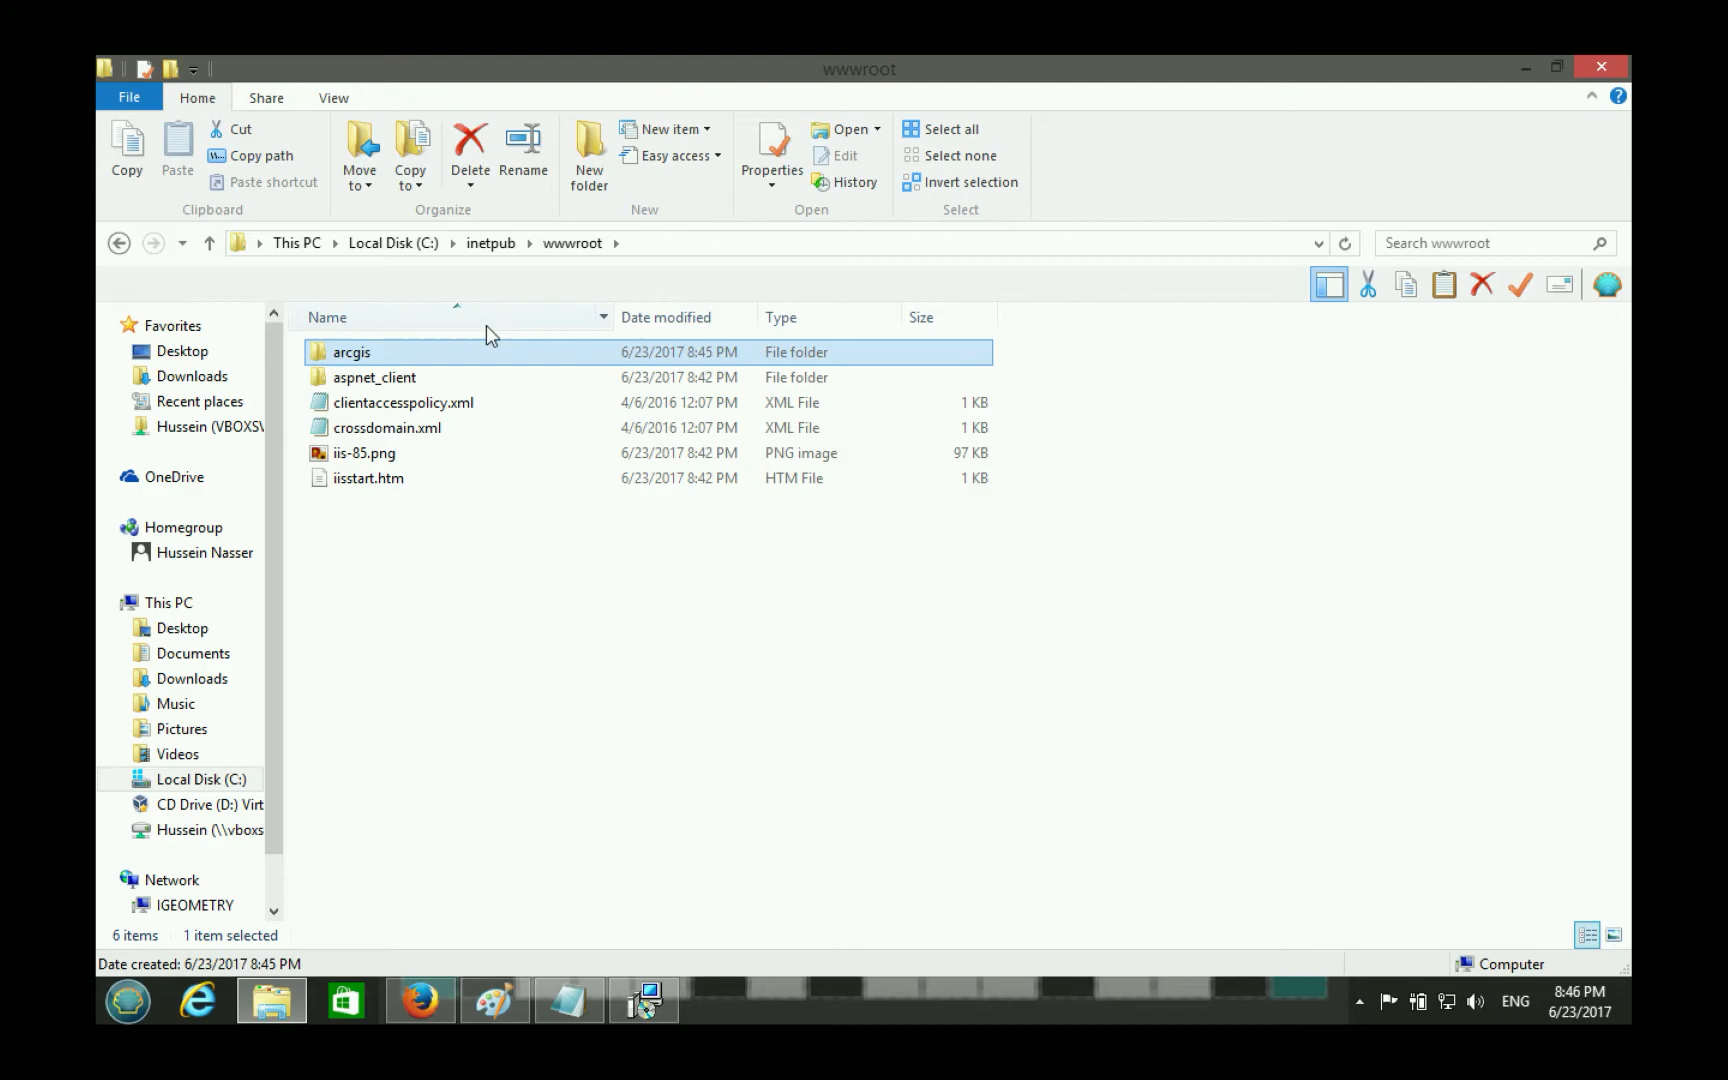 wwwroot
File Home Share View
Copy
Paste
Cut
Copy path
Paste shortcut
Clipboard
Move to
Copy to
Delete
Rename
Organize
New folder
New item
Easy access
New
Properties
Open
Edit
History
Open
Select all
Select none
Invert selection
Select
This PC Local Disk (C:) inetpub wwwroot
Search wwwroot
Name Date modified Type Size
arcgis 6/23/2017 8:45 PM File folder
aspnet_client 6/23/2017 8:42 PM File folder
clientaccesspolicy.xml 4/6/2016 12:07 PM XML File 1 KB
crossdomain.xml 4/6/2016 12:07 PM XML File 1 KB
iis-85.png 6/23/2017 8:42 PM PNG image 97 KB
iisstart.htm 6/23/2017 8:42 PM HTM File 1 KB
Favorites
Desktop
Downloads
Recent places
Hussein (VBOXSV
OneDrive
Homegroup
Hussein Nasser
This PC
Desktop
Documents
Downloads
Music
Pictures
Videos
Local Disk (C:)
CD Drive (D:) Virt
Hussein (\\vboxs
Network
IGEOMETRY
6 items 1 item selected
Date created: 6/23/2017 8:45 PM
Computer
ENG
8:46 PM
6/23/2017